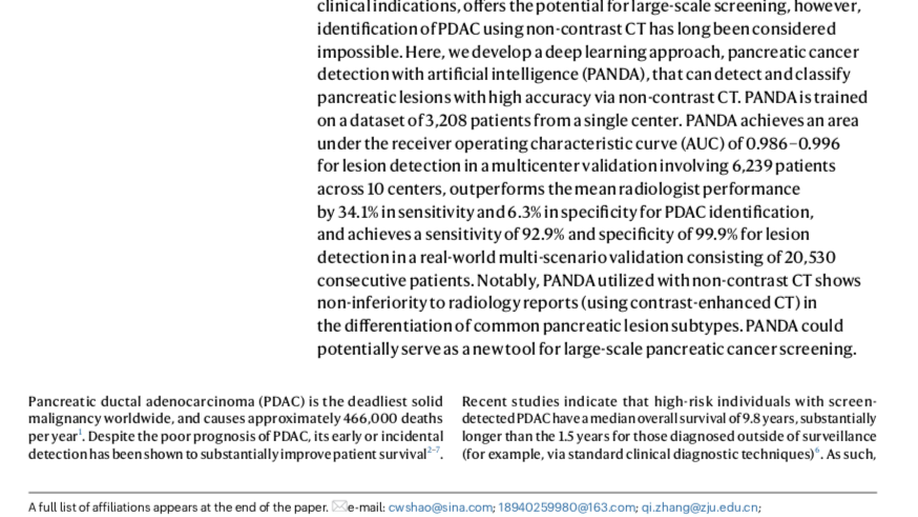 clinical indications, offers the potential for large-scale screening, however,
identification of PDAC using non-contrast CT has long been considered
impossible. Here, we develop a deep learning approach, pancreatic cancer
detection with artificial intelligence (PANDA), that can detect and classify
pancreatic lesions with high accuracy via non-contrast CT. PANDA is trained
on a dataset of 3,208 patients from a single center. PANDA achieves an area
under the receiver operating characteristic curve (AUC) of 0.986–0.996
for lesion detection in a multicenter validation involving 6,239 patients
across 10 centers, outperforms the mean radiologist performance
by 34.1% in sensitivity and 6.3% in specificity for PDAC identification,
and achieves a sensitivity of 92.9% and specificity of 99.9% for lesion
detection in a real-world multi-scenario validation consisting of 20,530
consecutive patients. Notably, PANDA utilized with non-contrast CT shows
non-inferiority to radiology reports (using contrast-enhanced CT) in
the differentiation of common pancreatic lesion subtypes. PANDA could
potentially serve as a new tool for large-scale pancreatic cancer screening.
Pancreatic ductal adenocarcinoma (PDAC) is the deadliest solid
malignancy worldwide, and causes approximately 466,000 deaths
per year1. Despite the poor prognosis of PDAC, its early or incidental
detection has been shown to substantially improve patient survival2–7.
Recent studies indicate that high-risk individuals with screen-
detected PDAC have a median overall survival of 9.8 years, substantially
longer than the 1.5 years for those diagnosed outside of surveillance
(for example, via standard clinical diagnostic techniques)6. As such,
A full list of affiliations appears at the end of the paper. e-mail: cwshao@sina.com; 18940259980@163.com; qi.zhang@zju.edu.cn;